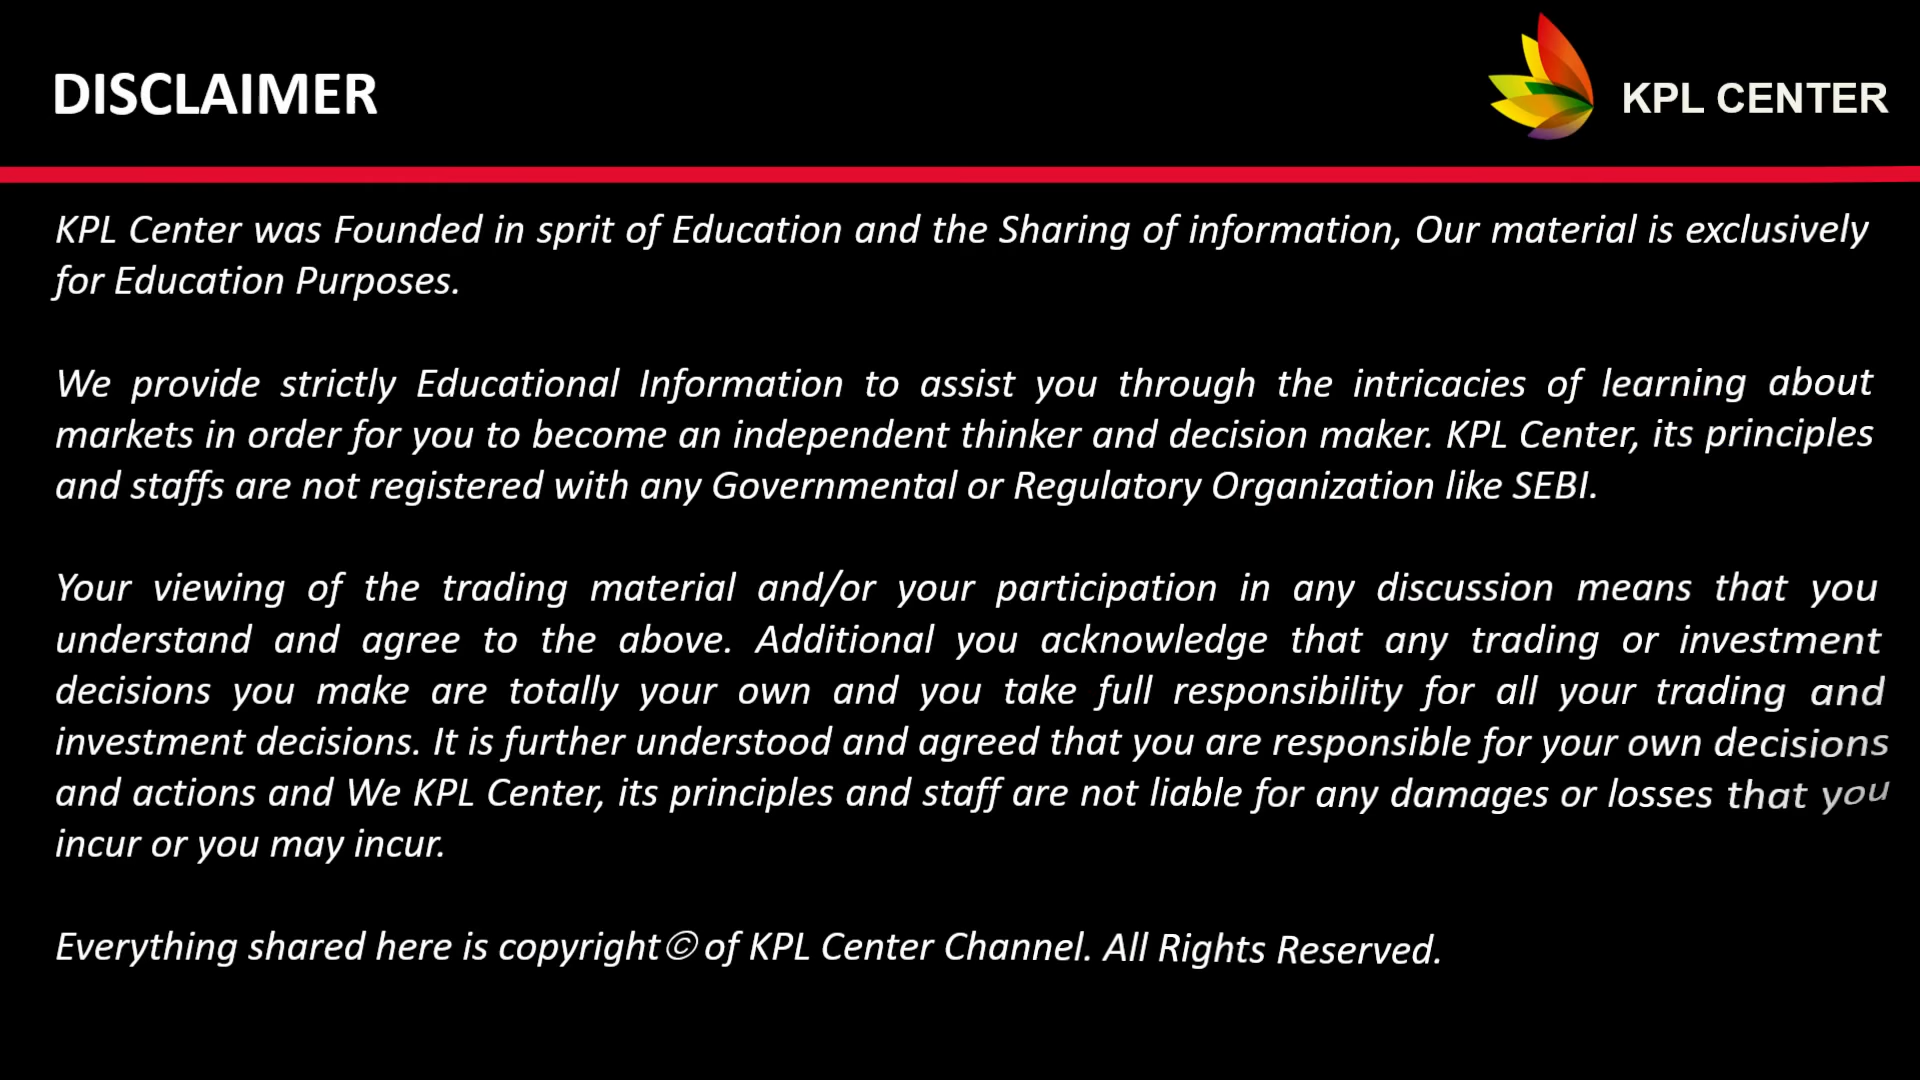 DISCLAIMER
KPL CENTER
KPL Center was Founded in sprit of Education and the Sharing of information, Our material is exclusively
for Education Purposes.
We provide strictly Educational Information to assist you through the intricacies of learning about
markets in order for you to become an independent thinker and decision maker. KPL Center, its principles
and staffs are not registered with any Governmental or Regulatory Organization like SEBI.
Your viewing of the trading material and/or your participation in any discussion means that you
understand and agree to the above. Additional you acknowledge that any trading or investment
decisions you make are totally your own and you take full responsibility for all your trading and
investment decisions. It is further understood and agreed that you are responsible for your own decisions
and actions and We KPL Center, its principles and staff are not liable for any damages or losses that you
incur or you may incur.
Everything shared here is copyright© of KPL Center Channel. All Rights Reserved.